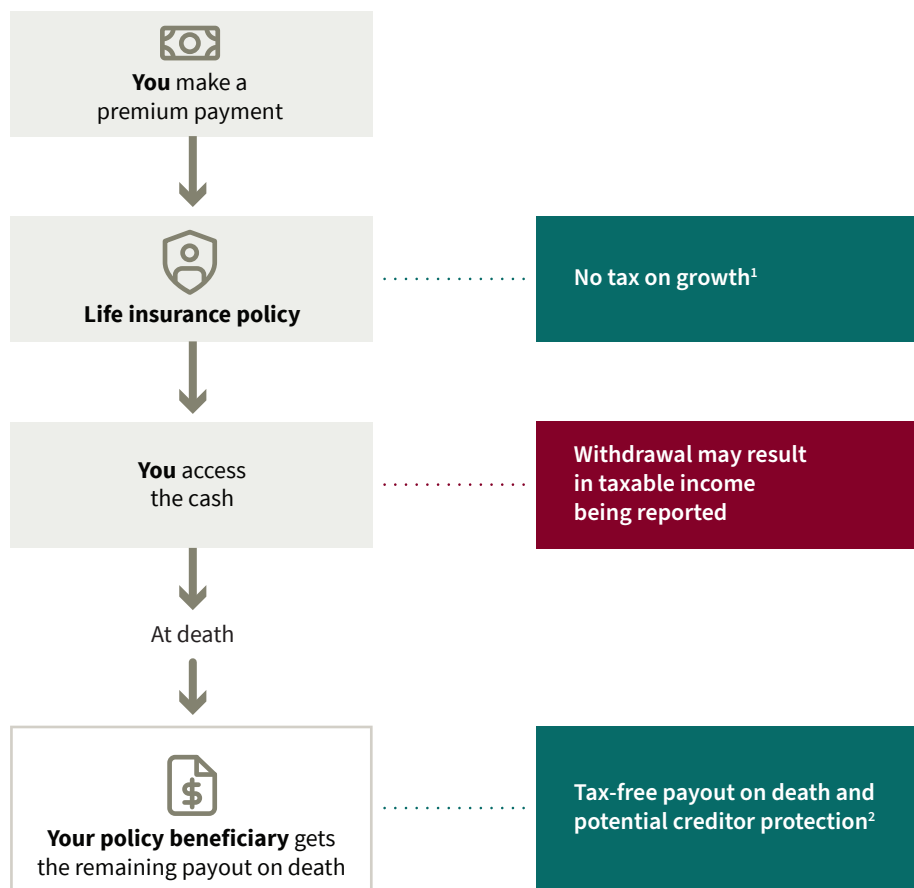 You make a
premium payment
Life insurance policy
No tax on growth¹
You access
the cash
Withdrawal may result
in taxable income
being reported
At death
Your policy beneficiary gets
the remaining payout on death
Tax-free payout on death and
potential creditor protection²